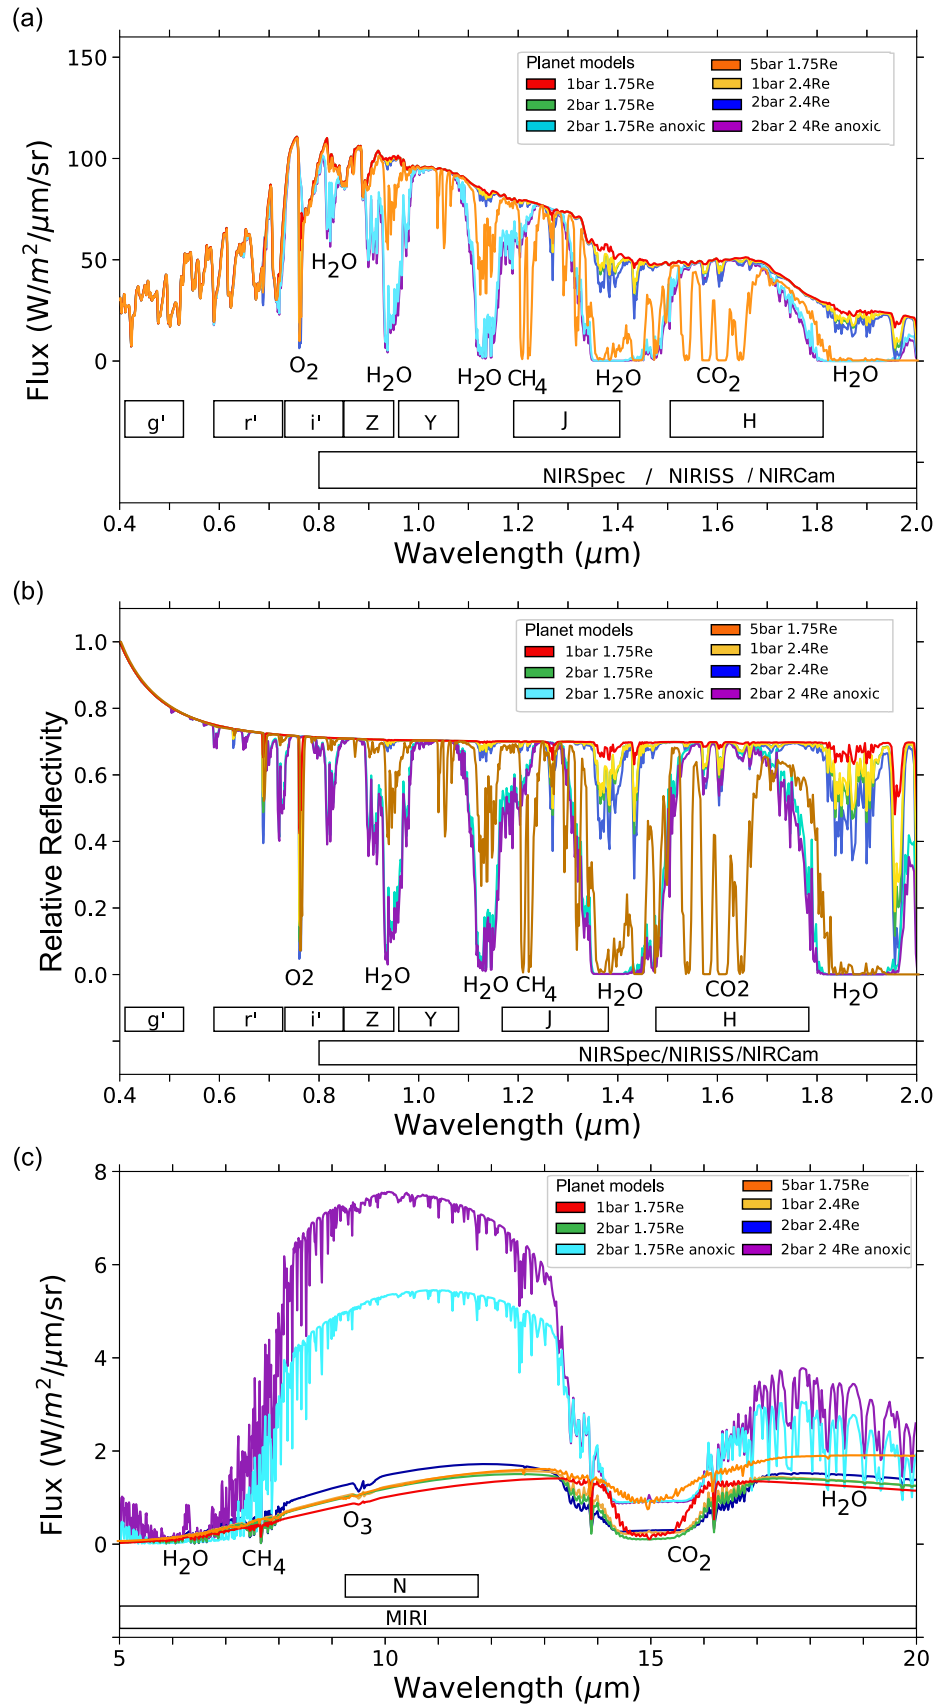 (a)
150
100
50
0
Flux (W/m²/μm/sr)
Planet models
1bar 1.75Re
2bar 1.75Re
2bar 1.75Re anoxic
5bar 1.75Re
1bar 2.4Re
2bar 2.4Re
2bar 2 4Re anoxic
H₂O
O₂
H₂O
H₂O
CH₄
H₂O
CO₂
H₂O
g'
r'
i'
Z
Y
J
H
NIRSpec / NIRISS / NIRCam
0.4 0.6 0.8 1.0 1.2 1.4 1.6 1.8 2.0
Wavelength (μm)
(b)
1.0
0.8
0.6
0.4
0.2
0.0
Relative Reflectivity
Planet models
1bar 1.75Re
2bar 1.75Re
2bar 1.75Re anoxic
5bar 1.75Re
1bar 2.4Re
2bar 2.4Re
2bar 2 4Re anoxic
O2
H₂O
H₂O
CH₄
H₂O
CO2
H₂O
g'
r'
i'
Z
Y
J
H
NIRSpec/NIRISS/NIRCam
0.4 0.6 0.8 1.0 1.2 1.4 1.6 1.8 2.0
Wavelength (μm)
(c)
8
6
4
2
0
Flux (W/m²/μm/sr)
Planet models
1bar 1.75Re
2bar 1.75Re
2bar 1.75Re anoxic
5bar 1.75Re
1bar 2.4Re
2bar 2.4Re
2bar 2 4Re anoxic
H₂O
CH₄
O₃
CO₂
H₂O
N
MIRI
5 10 15 20
Wavelength (μm)